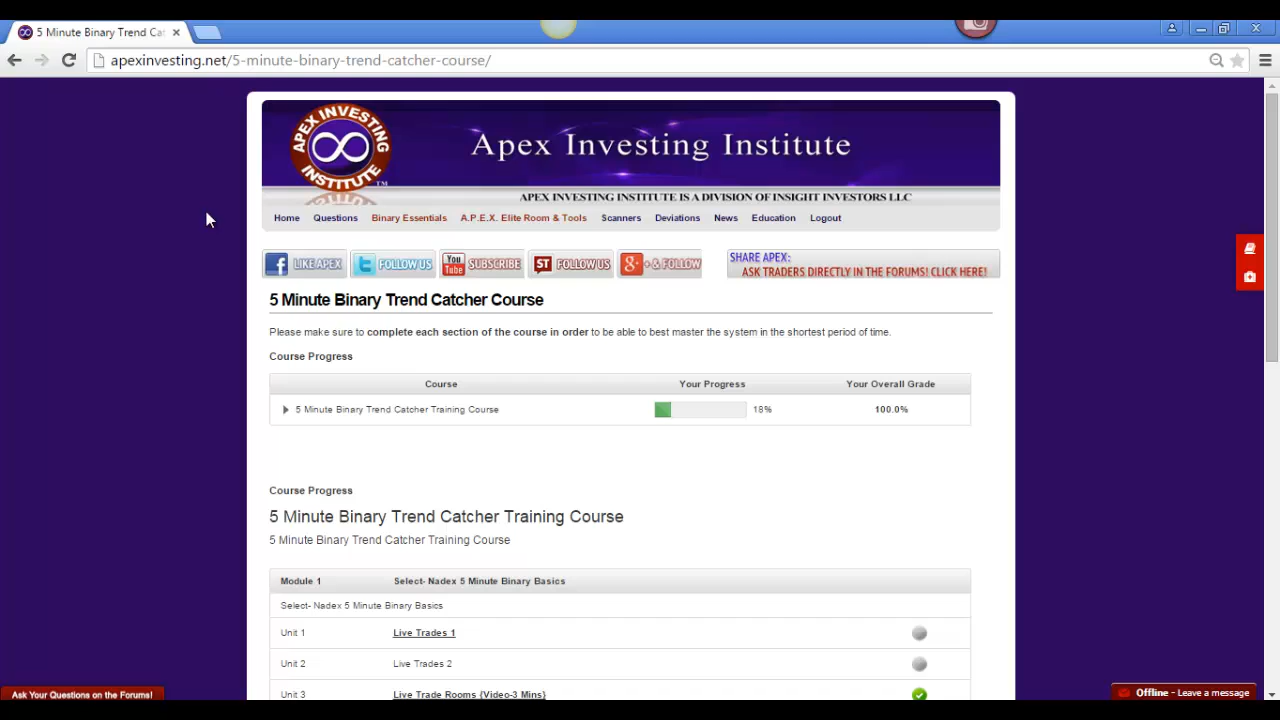 5 Minute Binary Trend Cat
apexinvesting.net/5-minute-binary-trend-catcher-course/
APEX INVESTING INSTITUTE
TM
Apex Investing Institute
APEX INVESTING INSTITUTE IS A DIVISION OF INSIGHT INVESTORS LLC
Home Questions Binary Essentials A.P.E.X. Elite Room & Tools Scanners Deviations News Education Logout
LIKE APEX FOLLOW US You Tube SUBSCRIBE ST FOLLOW US g+ +& FOLLOW
SHARE APEX:
ASK TRADERS DIRECTLY IN THE FORUMS! CLICK HERE!
5 Minute Binary Trend Catcher Course
Please make sure to complete each section of the course in order to be able to best master the system in the shortest period of time.
Course Progress
Course Your Progress Your Overall Grade
5 Minute Binary Trend Catcher Training Course 18% 100.0%
Course Progress
5 Minute Binary Trend Catcher Training Course
5 Minute Binary Trend Catcher Training Course
Module 1 Select- Nadex 5 Minute Binary Basics
Select- Nadex 5 Minute Binary Basics
Unit 1 Live Trades 1
Unit 2 Live Trades 2
Unit 3 Live Trade Rooms {Video-3 Mins}
Ask Your Questions on the Forums!
Offline - Leave a message